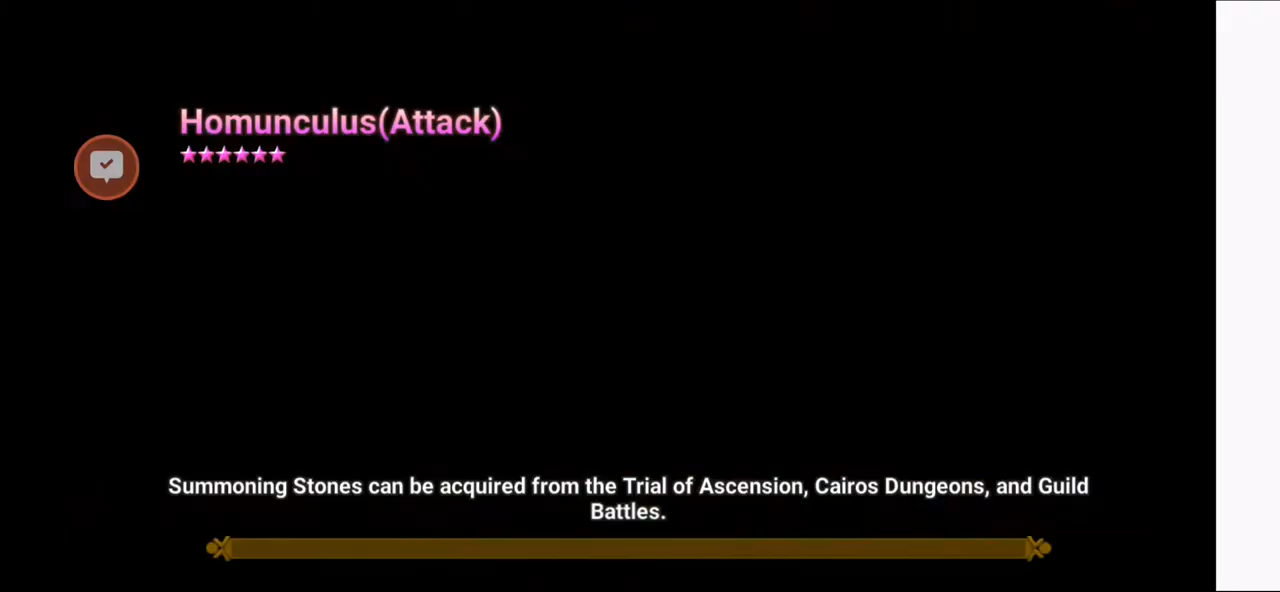 Homunculus(Attack)
Summoning Stones can be acquired from the Trial of Ascension, Cairos Dungeons, and Guild
Battles.